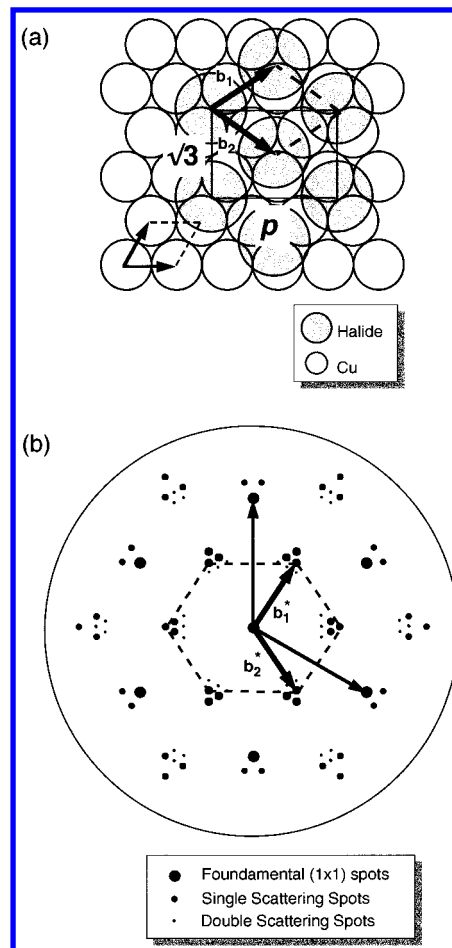 (a)
b1
√3
b2
p
Halide
Cu
(b)
b1*
b2*
Foundamental (1x1) spots
Single Scattering Spots
Double Scattering Spots